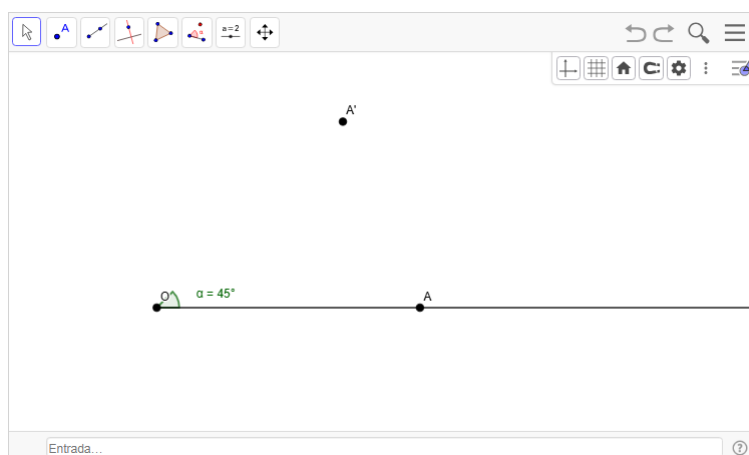 A
a=2
A'
O
α = 45°
A
Entrada...